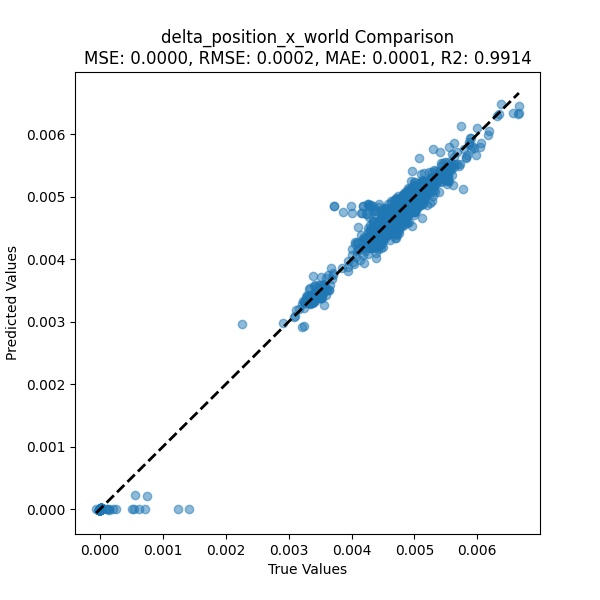 delta_position_x_world Comparison
MSE: 0.0000, RMSE: 0.0002, MAE: 0.0001, R2: 0.9914
Predicted Values
0.006
0.005
0.004
0.003
0.002
0.001
0.000
0.000 0.001 0.002 0.003 0.004 0.005 0.006
True Values